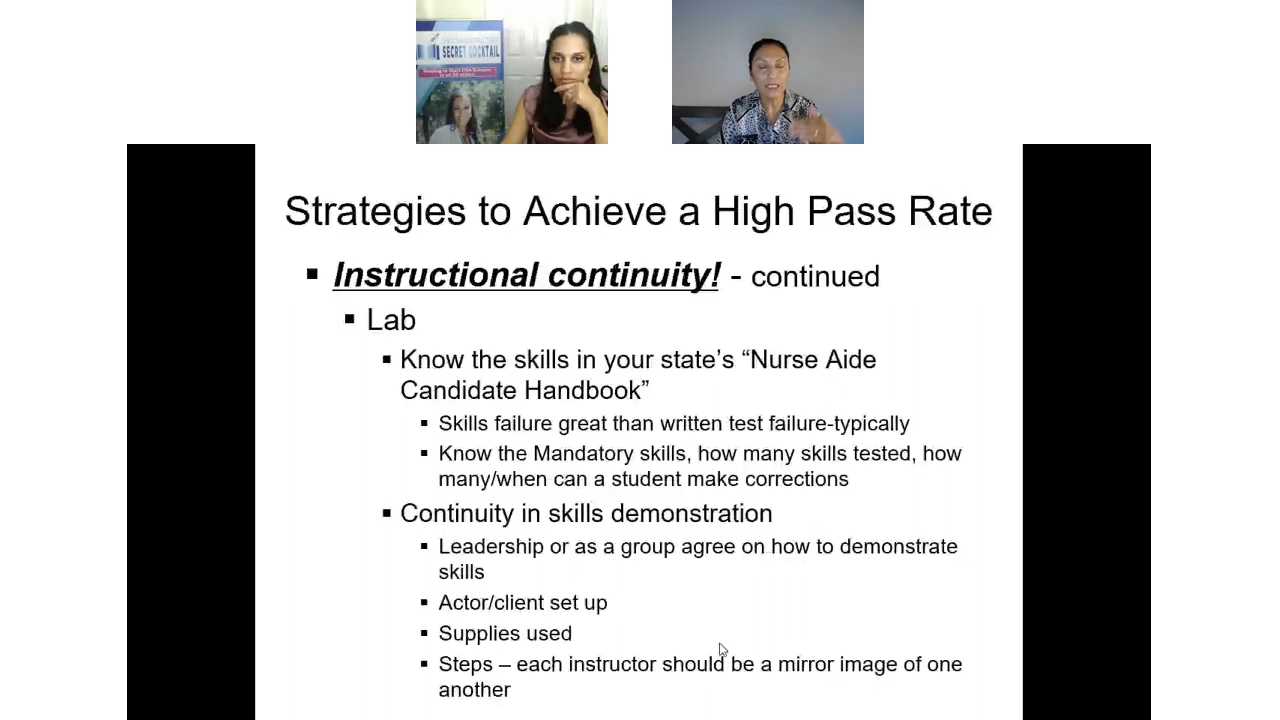 SECRET COCKTAIL
Strategies to Achieve a High Pass Rate
▪ Instructional continuity! - continued
▪ Lab
▪ Know the skills in your state’s “Nurse Aide
Candidate Handbook”
▪ Skills failure great than written test failure-typically
▪ Know the Mandatory skills, how many skills tested, how
many/when can a student make corrections
▪ Continuity in skills demonstration
▪ Leadership or as a group agree on how to demonstrate
skills
▪ Actor/client set up
▪ Supplies used
▪ Steps – each instructor should be a mirror image of one
another